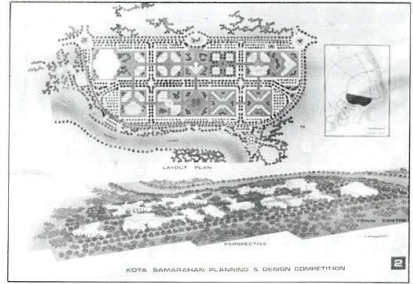 LAYOUT PLAN
TOWN CENTRE
PERSPECTIVE
KOTA SAMARAHAN PLANNING & DESIGN COMPETITION
2